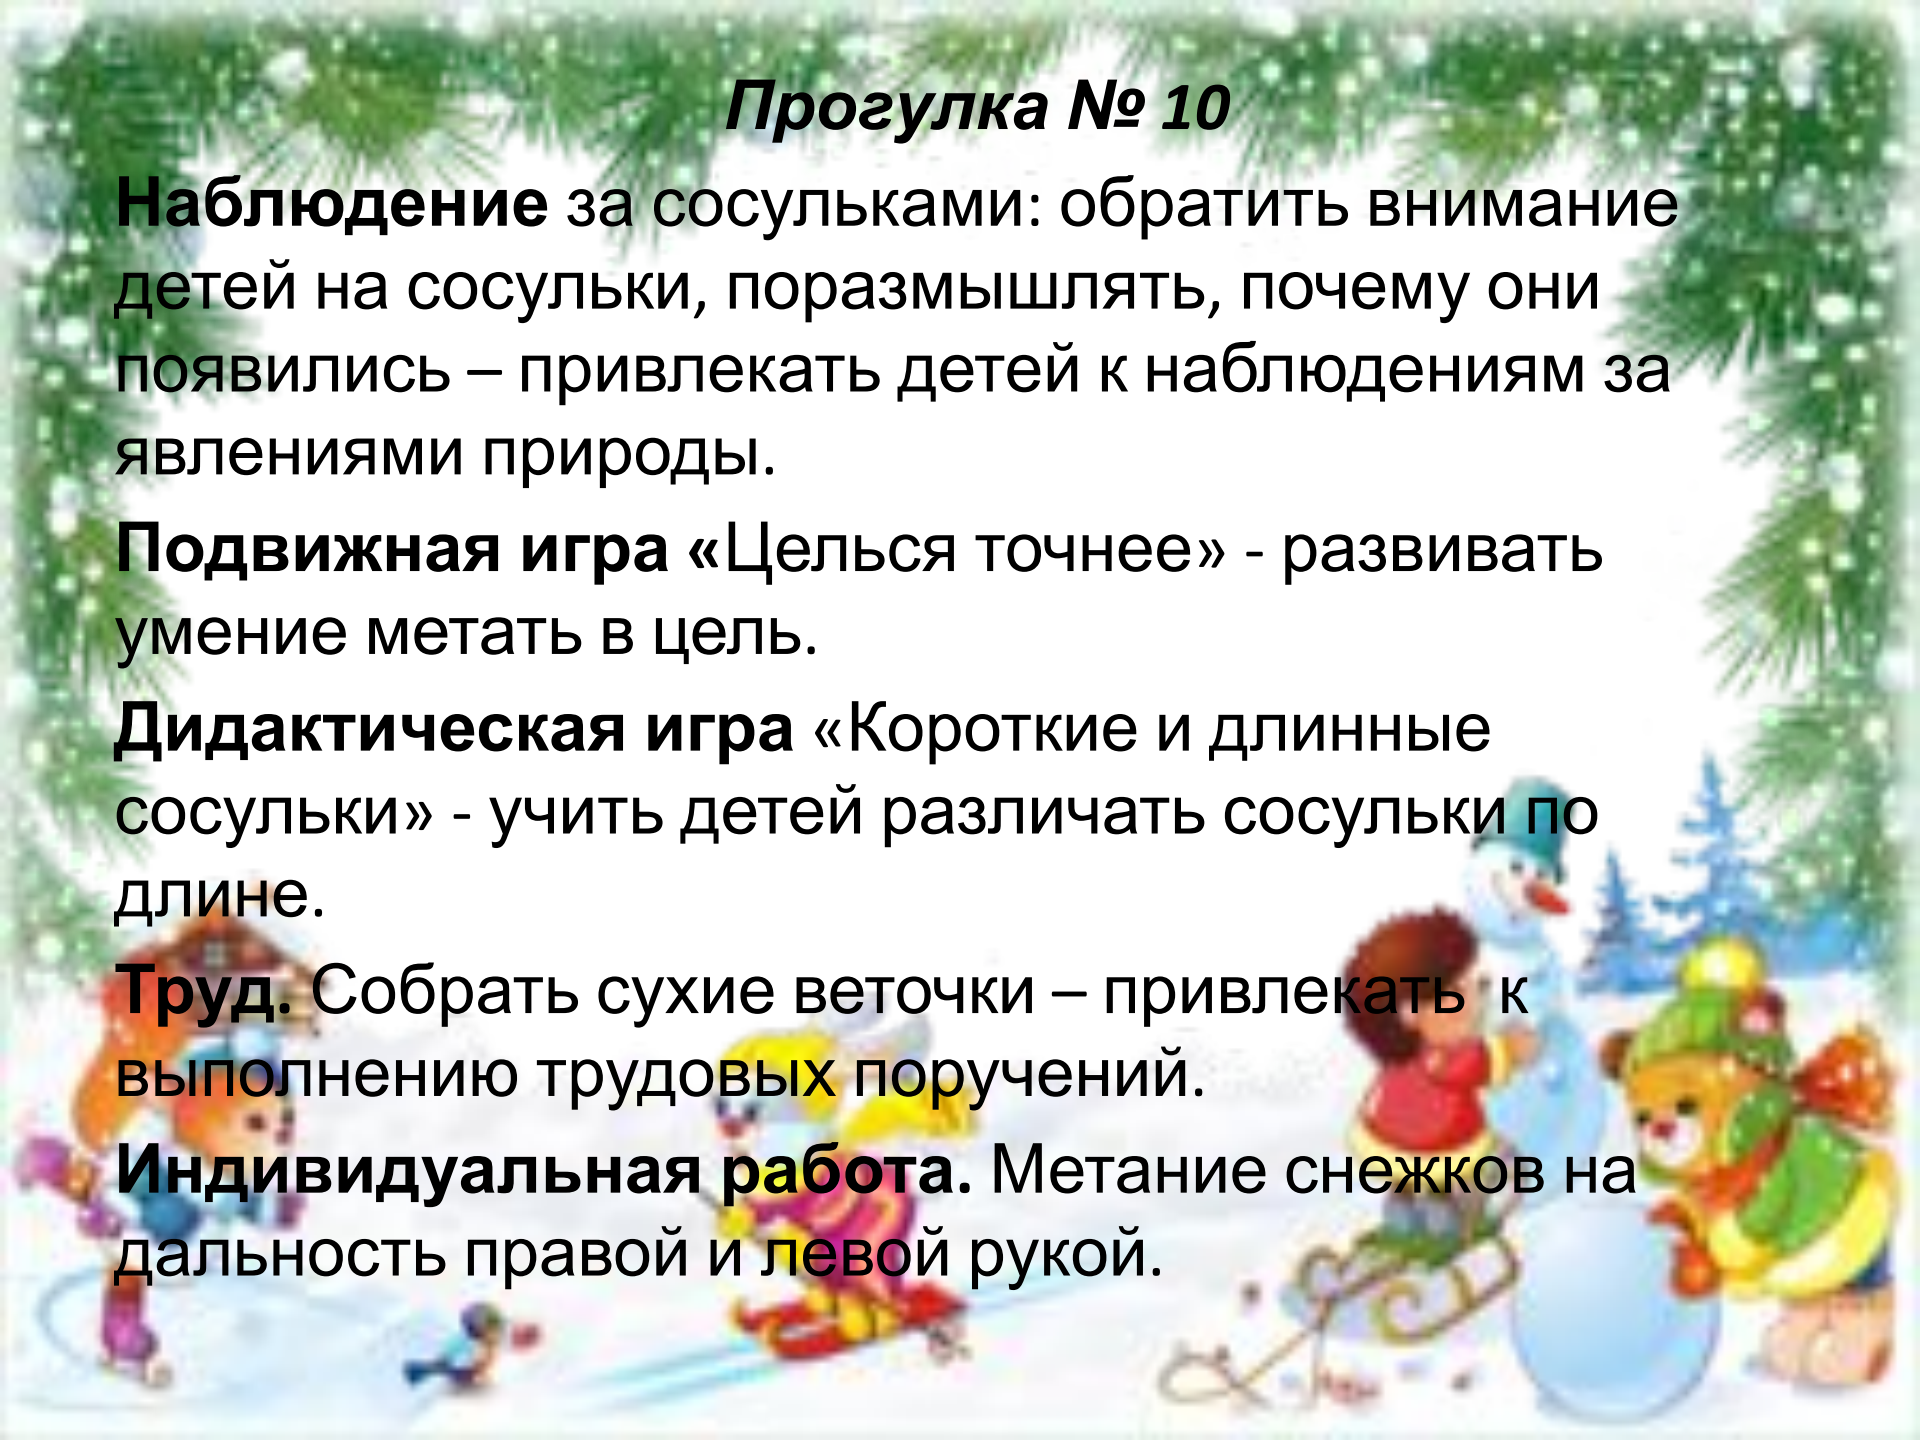 Прогулка № 10
Наблюдение за сосульками: обратить внимание
детей на сосульки, поразмышлять, почему они
появились – привлекать детей к наблюдениям за
явлениями природы.
Подвижная игра «Целься точнее» - развивать
умение метать в цель.
Дидактическая игра «Короткие и длинные
сосульки» - учить детей различать сосульки по
длине.
Труд. Собрать сухие веточки – привлекать  к
выполнению трудовых поручений.
Индивидуальная работа. Метание снежков на
дальность правой и левой рукой.